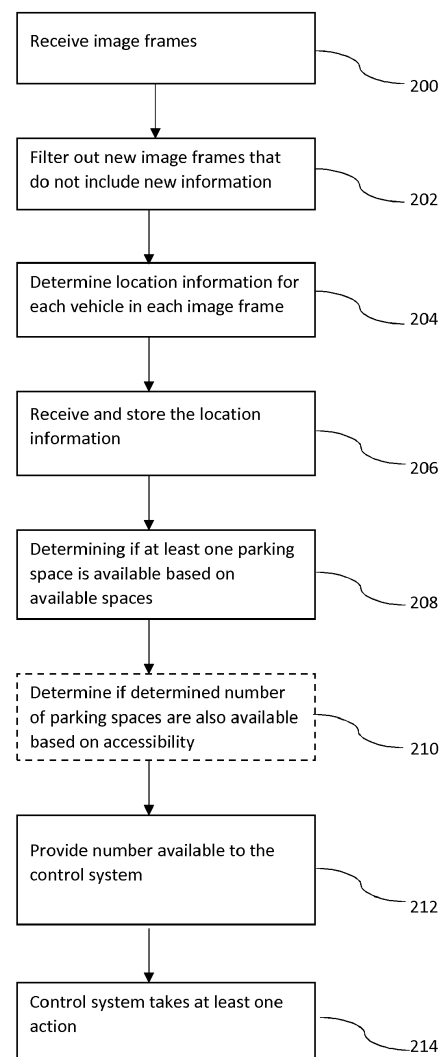 Receive image frames
200
Filter out new image frames that
do not include new information
202
Determine location information for
each vehicle in each image frame
204
Receive and store the location
information
206
Determining if at least one parking
space is available based on
available spaces
208
Determine if determined number
of parking spaces are also available
based on accessibility
210
Provide number available to the
control system
212
Control system takes at least one
action
214